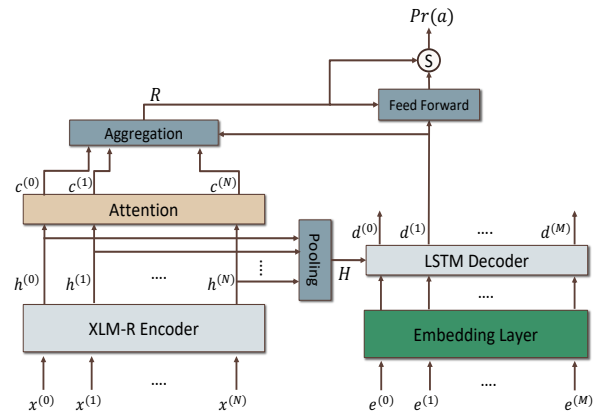 Pr(a)
S
R
Feed Forward
Aggregation
c^(0) c^(1) c^(N)
Attention
d^(0) d^(1) .... d^(M)
Pooling
LSTM Decoder
H
h^(0) h^(1) .... h^(N)
....
....
XLM-R Encoder
Embedding Layer
x^(0) x^(1) .... x^(N)
e^(0) e^(1) .... e^(M)